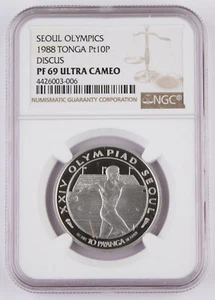 SEOUL OLYMPICS
1988 TONGA Pt10P
DISCUS
PF 69 ULTRA CAMEO
4426003-006
NUMISMATIC GUARANTY CORPORATION
NGC
XXIV OLYMPIAD SEOUL
10 PA'ANGA